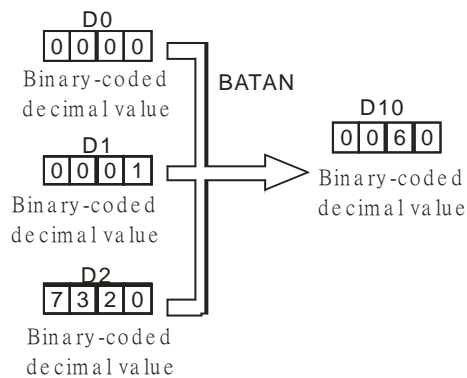 D0
0 0 0 0
Binary-coded
decimal value
BATAN
D1
0 0 0 1
Binary-coded
decimal value
D10
0 0 6 0
Binary-coded
decimal value
D2
7 3 2 0
Binary-coded
decimal value